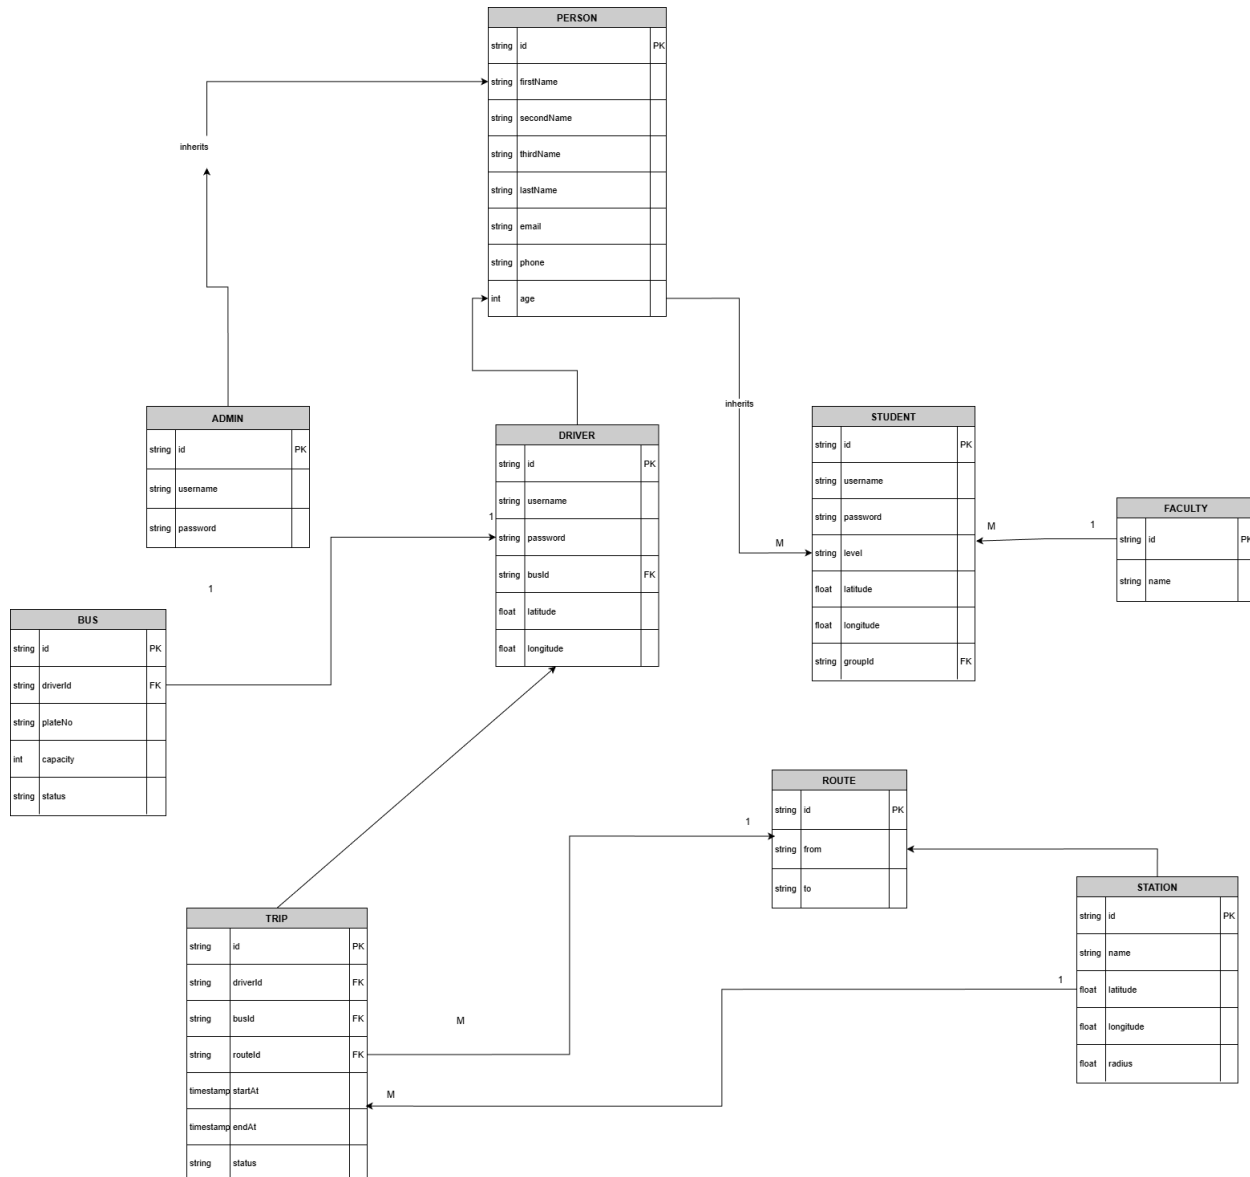 PERSON
string id PK
string firstName
string secondName
string thirdName
string lastName
string email
string phone
int age
inherits
inherits
ADMIN
string id PK
string username
string password
DRIVER
string id PK
string username
string password
string busId FK
float latitude
float longitude
STUDENT
string id PK
string username
string password
string level
float latitude
float longitude
string groupId FK
FACULTY
string id PK
string name
1
M
M
1
1
BUS
string id PK
string driverId FK
string plateNo
int capacity
string status
ROUTE
string id PK
string from
string to
1
STATION
string id PK
string name
float latitude
float longitude
float radius
1
TRIP
string id PK
string driverId FK
string busId FK
string routeId FK
timestamp startAt
timestamp endAt
string status
M
M